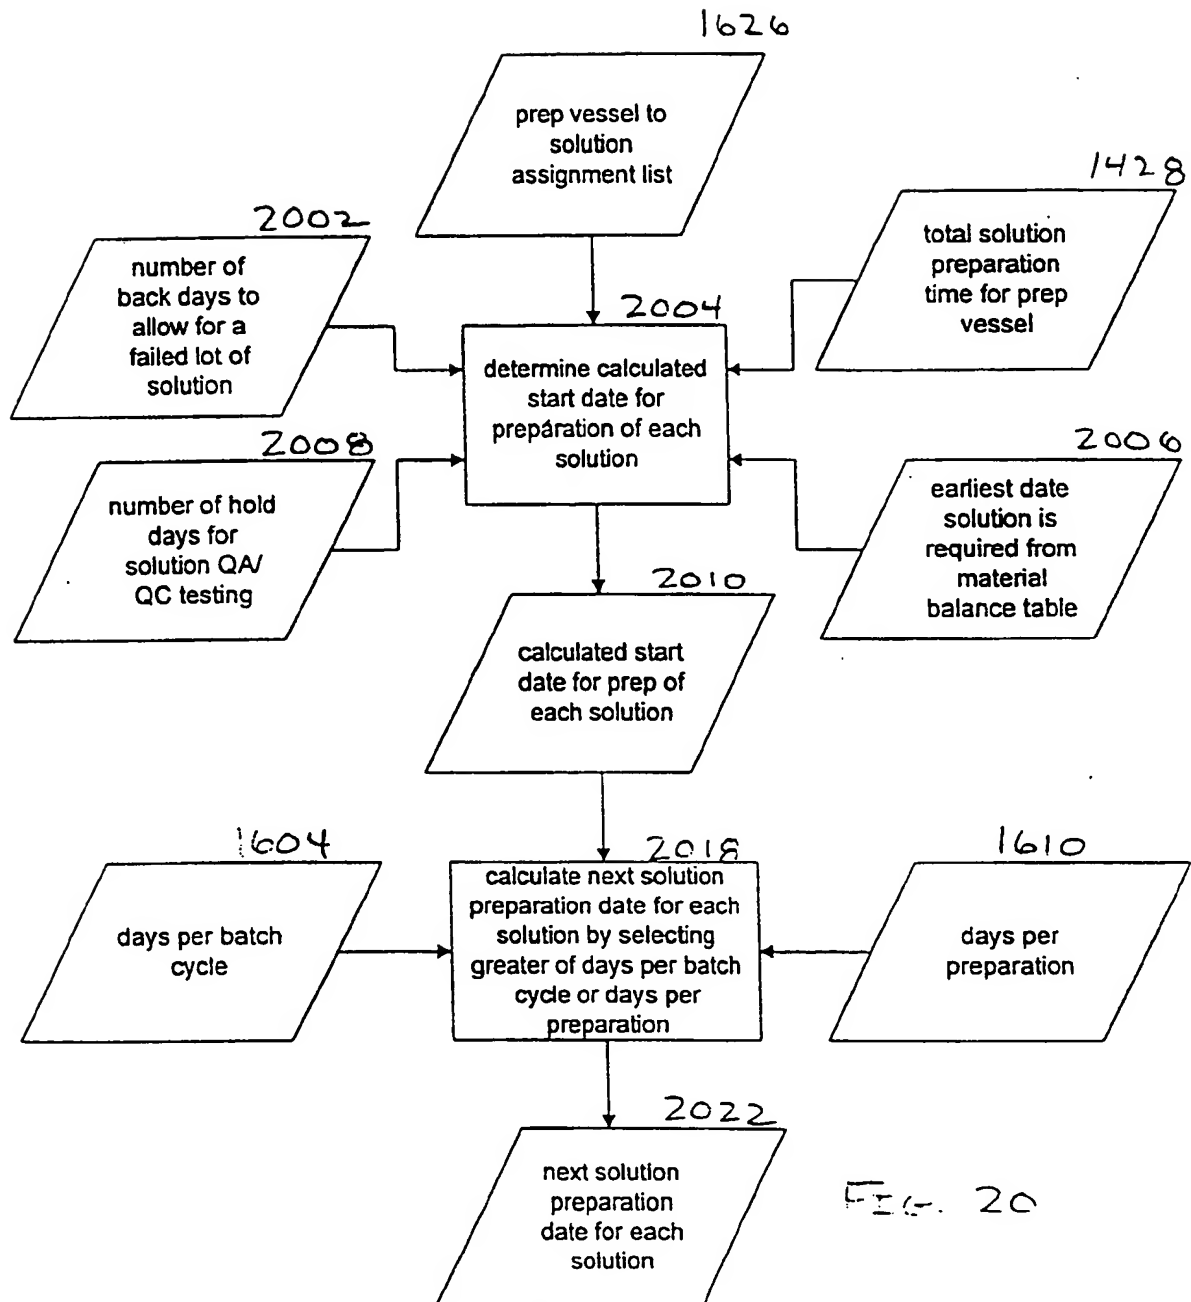 1626
prep vessel to
solution
assignment list
1428
total solution
preparation
time for prep
vessel
2002
number of
back days to
allow for a
failed lot of
solution
2004
determine calculated
start date for
preparation of each
solution
2008
number of hold
days for
solution QA/
QC testing
2006
earliest date
solution is
required from
material
balance table
2010
calculated start
date for prep of
each solution
1604
days per batch
cycle
2018
calculate next solution
preparation date for each
solution by selecting
greater of days per batch
cycle or days per
preparation
1610
days per
preparation
2022
next solution
preparation
date for each
solution
FIG. 20